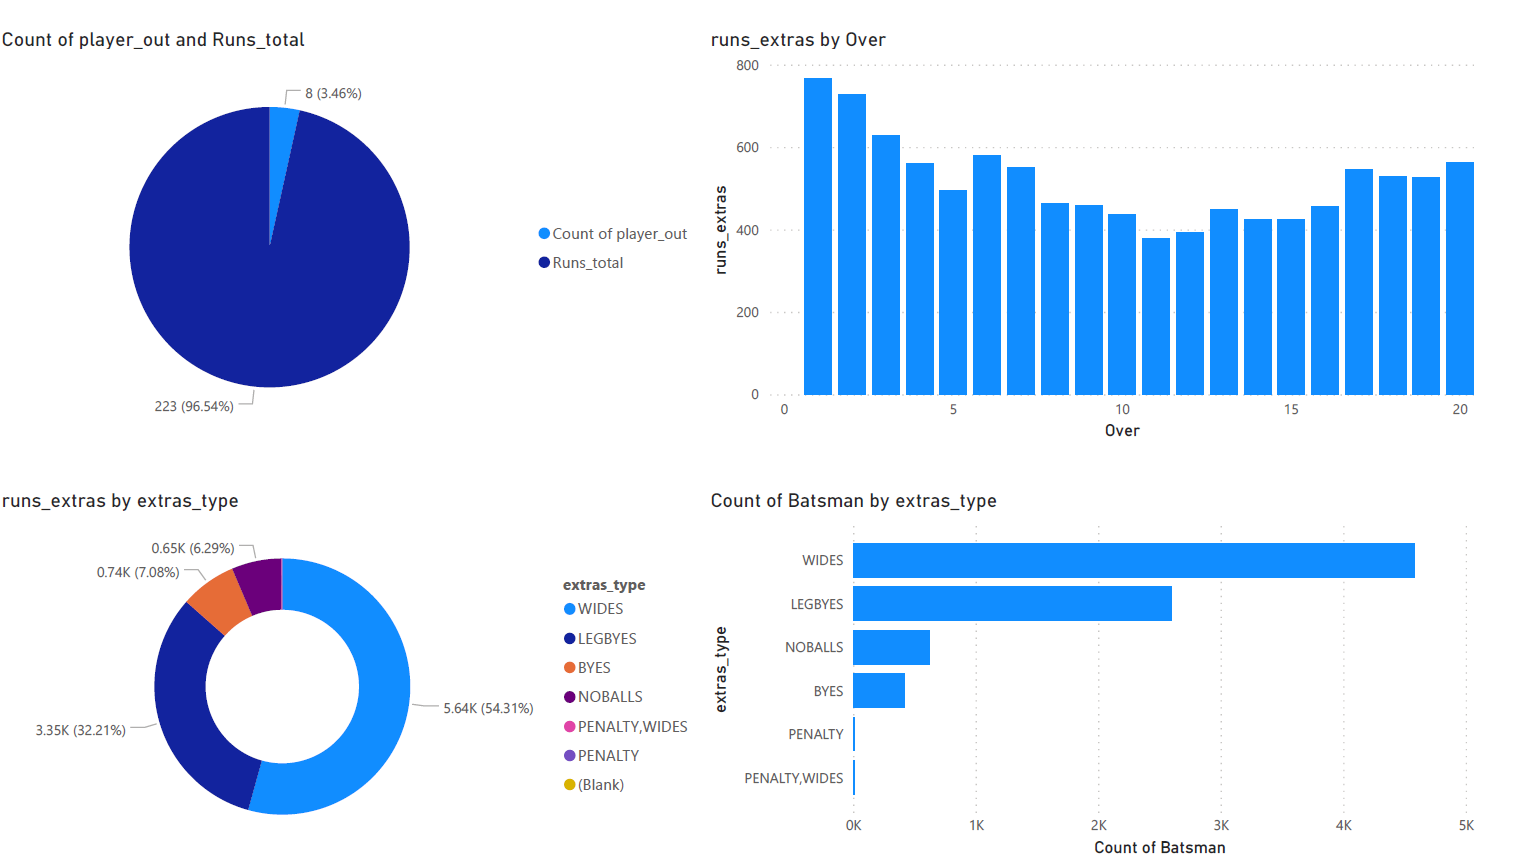 Count of player_out and Runs_total
8 (3.46%)
223 (96.54%)
Count of player_out
Runs_total
runs_extras by Over
800
600
400
200
0
runs_extras
0 5 10 15 20
Over
runs_extras by extras_type
0.65K (6.29%)
0.74K (7.08%)
3.35K (32.21%)
5.64K (54.31%)
extras_type
WIDES
LEGBYES
BYES
NOBALLS
PENALTY,WIDES
PENALTY
(Blank)
Count of Batsman by extras_type
extras_type
WIDES
LEGBYES
NOBALLS
BYES
PENALTY
PENALTY,WIDES
0K 1K 2K 3K 4K 5K
Count of Batsman